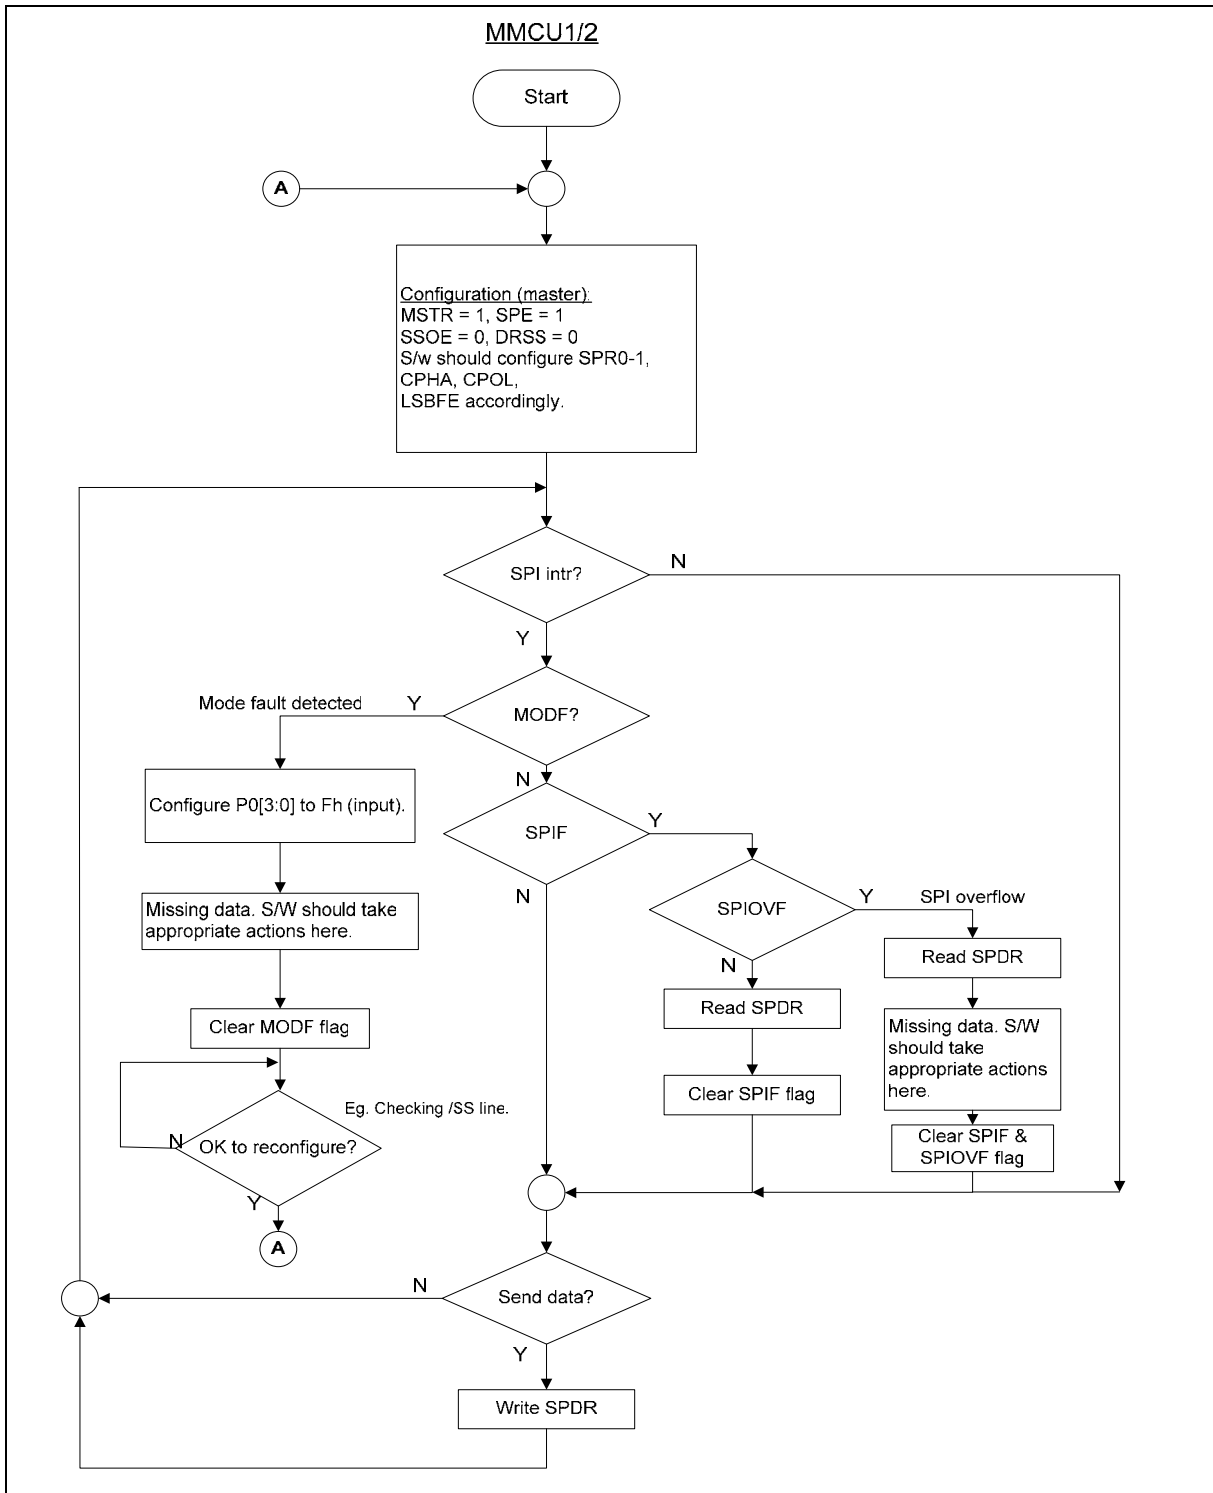 MMCU1/2
Start
A
Configuration (master):
MSTR = 1, SPE = 1
SSOE = 0, DRSS = 0
S/w should configure SPR0-1,
CPHA, CPOL,
LSBFE accordingly.
SPI intr?
N
Y
Mode fault detected
Y
MODF?
N
Configure P0[3:0] to Fh (input).
SPIF
Y
N
Missing data. S/W should take
appropriate actions here.
SPIOVF
Y
SPI overflow
N
Read SPDR
Read SPDR
Clear MODF flag
Missing data. S/W
should take
appropriate actions
here.
Clear SPIF flag
Eg. Checking /SS line.
OK to reconfigure?
N
Y
Clear SPIF &
SPIOVF flag
A
Send data?
N
Y
Write SPDR